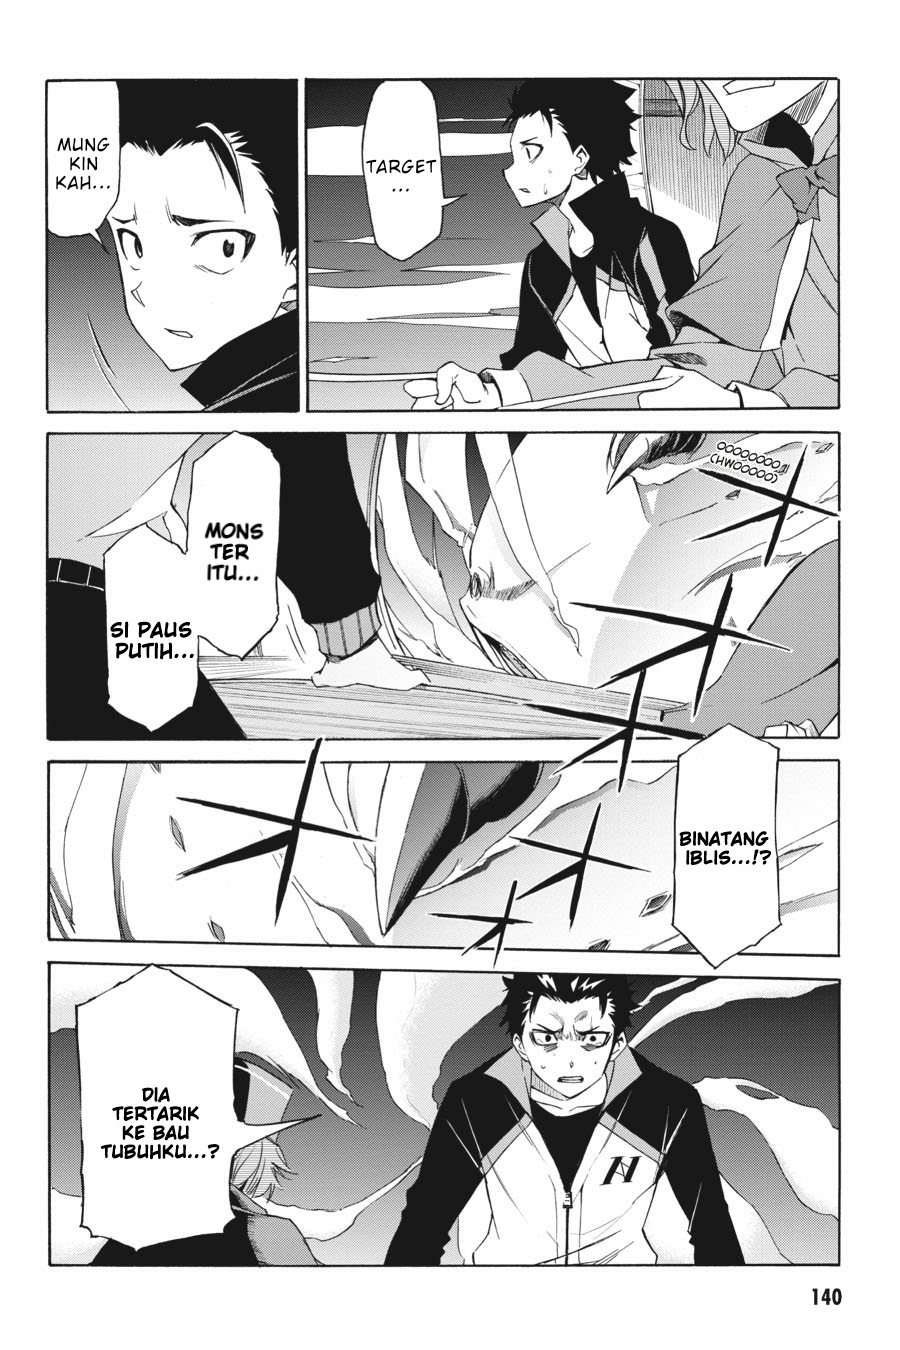 TARGET
...
MUNG
KIN
KAH...
OOOOOOOO!!
(HWOOOOO)
MONS
TER
ITU...
SI PAUS
PUTIH...
BINATANG
IBLIS...!?
DIA
TERTARIK
KE BAU
TUBUHKU...?
140